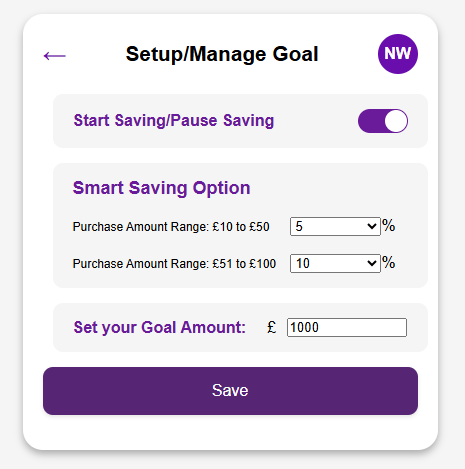 ← Setup/Manage Goal NW
Start Saving/Pause Saving
Smart Saving Option
Purchase Amount Range: £10 to £50 5 %
Purchase Amount Range: £51 to £100 10 %
Set your Goal Amount: £ 1000
Save